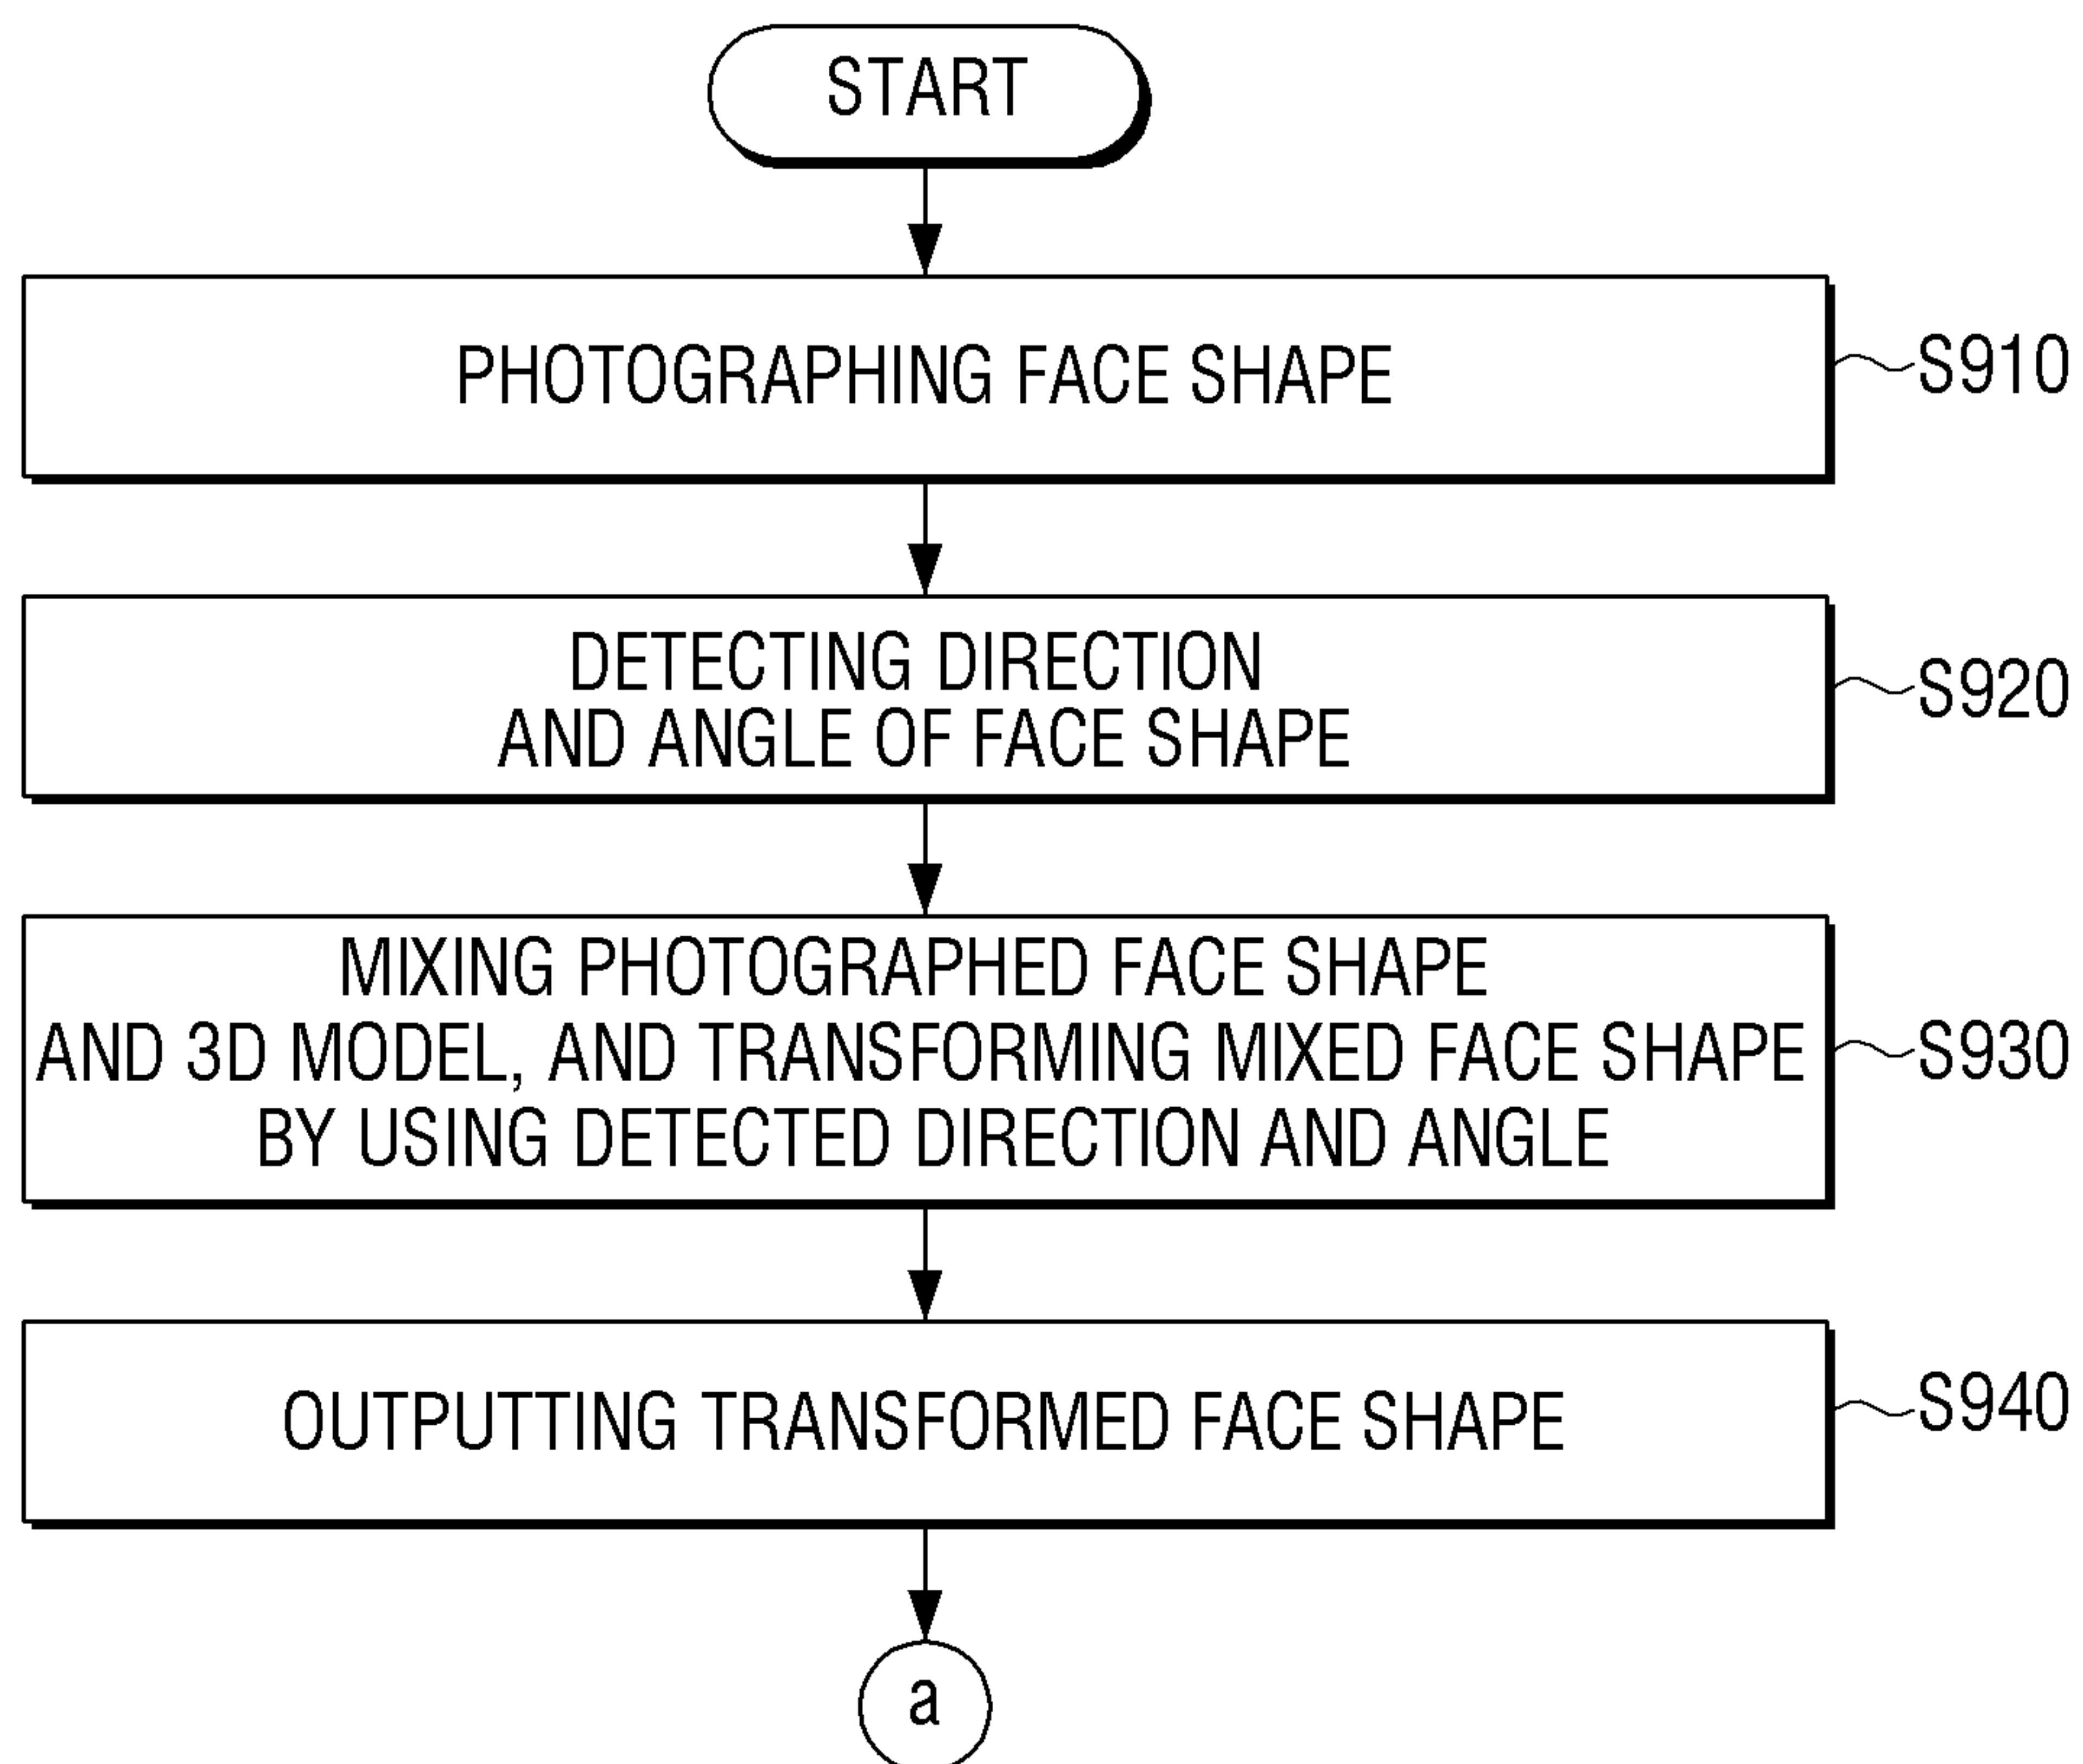 START
PHOTOGRAPHING FACE SHAPE
S910
DETECTING DIRECTION
AND ANGLE OF FACE SHAPE
S920
MIXING PHOTOGRAPHED FACE SHAPE
AND 3D MODEL, AND TRANSFORMING MIXED FACE SHAPE
BY USING DETECTED DIRECTION AND ANGLE
S930
OUTPUTTING TRANSFORMED FACE SHAPE
S940
a